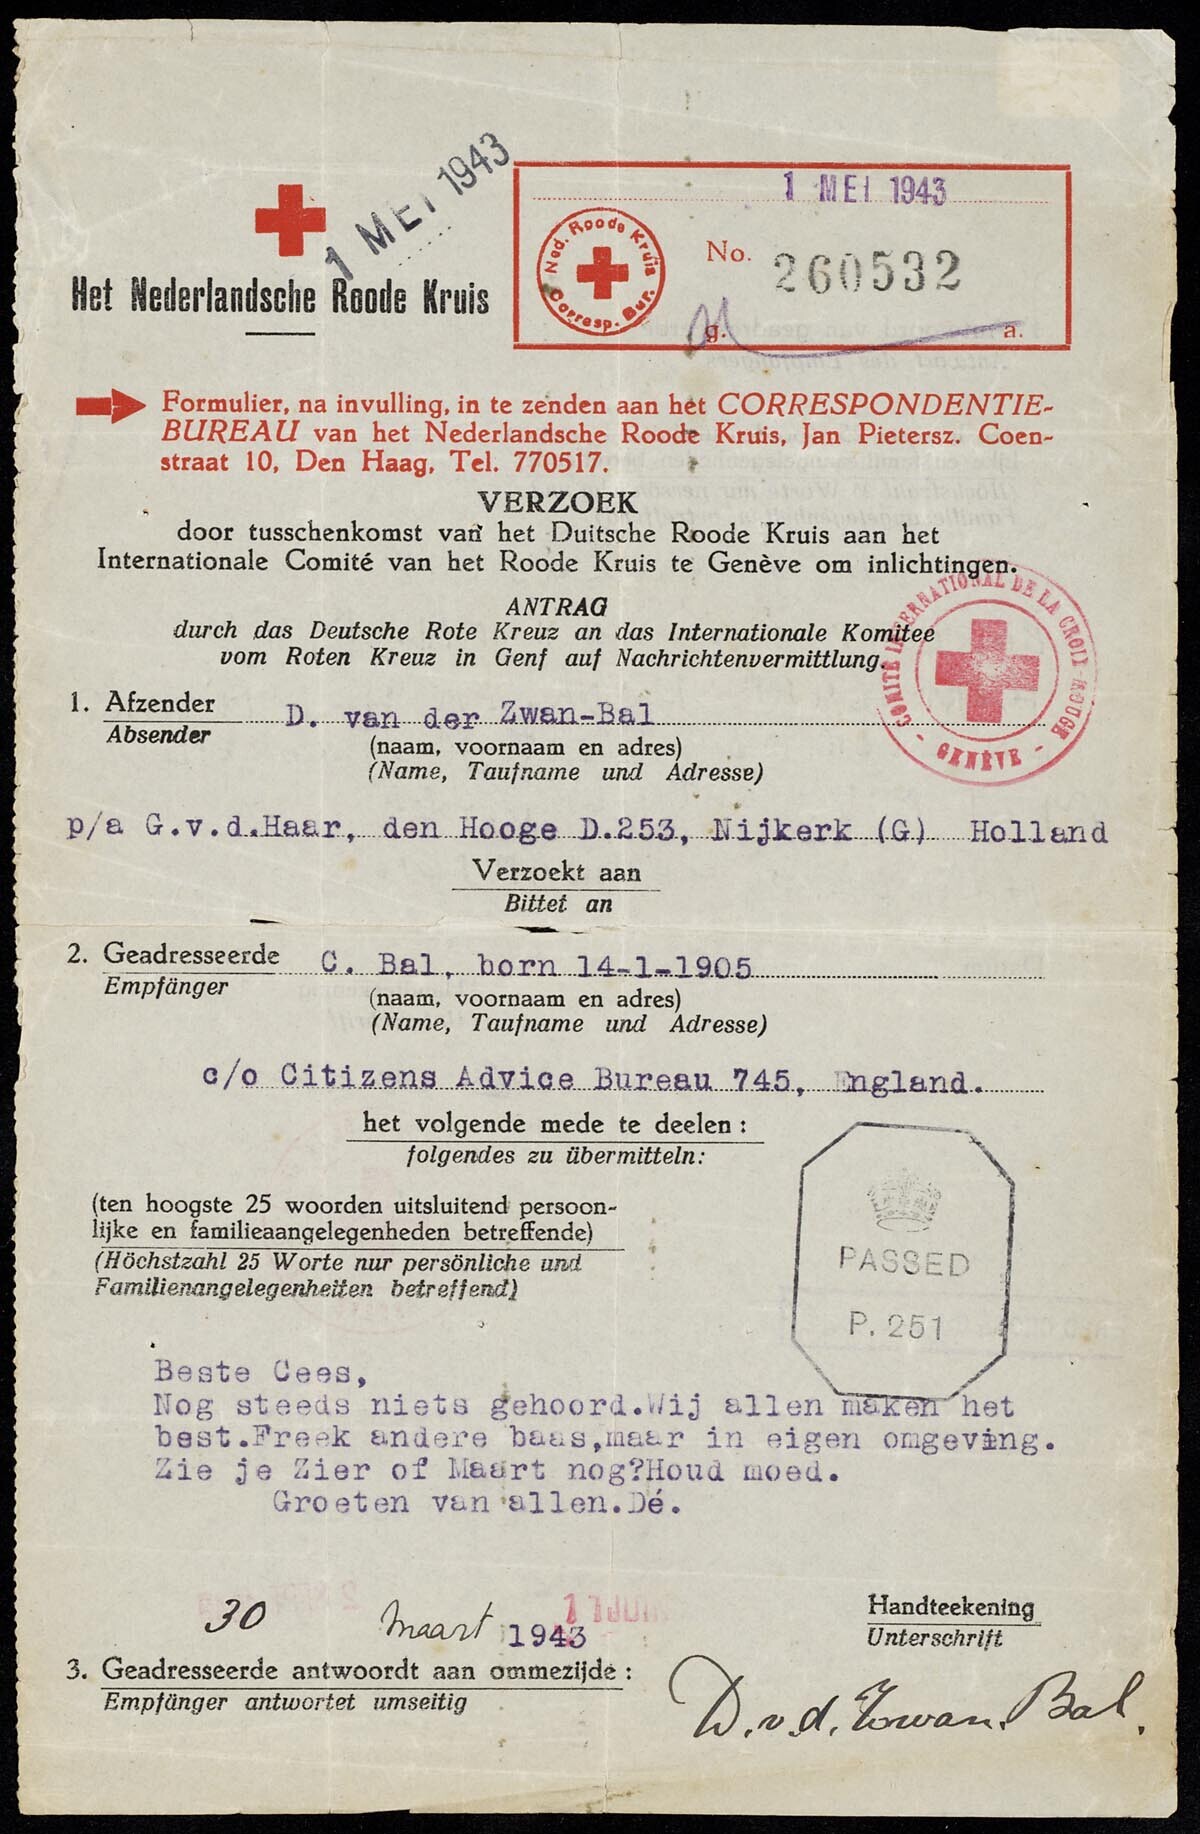 1 MEI 1943
Het Nederlandsche Roode Kruis
1 MEI 1943
Ned. Roode Kruis
Corresp. Bur.
No. 260532
g. a.
Formulier, na invulling, in te zenden aan het CORRESPONDENTIE-
BUREAU van het Nederlandsche Roode Kruis, Jan Pietersz. Coen-
straat 10, Den Haag, Tel. 770517.
VERZOEK
door tusschenkomst van het Duitsche Roode Kruis aan het
Internationale Comité van het Roode Kruis te Genève om inlichtingen.
ANTRAG
durch das Deutsche Rote Kreuz an das Internationale Komitee
vom Roten Kreuz in Genf auf Nachrichtenvermittlung.
COMITÉ INTERNATIONAL DE LA CROIX-ROUGE
- GENÈVE -
1. Afzender D. van der Zwan-Bal
Absender
(naam, voornaam en adres)
(Name, Taufname und Adresse)
p/a G.v.d.Haar, den Hooge D.253, Nijkerk (G) Holland
Verzoekt aan
Bittet an
2. Geadresseerde C. Bal, born 14-1-1905
Empfänger
(naam, voornaam en adres)
(Name, Taufname und Adresse)
c/o Citizens Advice Bureau 745, England.
het volgende mede te deelen :
folgendes zu übermitteln:
(ten hoogste 25 woorden uitsluitend persoon-
lijke en familieaangelegenheden betreffende)
(Höchstzahl 25 Worte nur persönliche und
Familienangelegenheiten betreffend)
PASSED
P. 251
Beste Cees,
Nog steeds niets gehoord.Wij allen maken het
best.Freek andere baas,maar in eigen omgeving.
Zie je Zier of Maart nog?Houd moed.
Groeten van allen.Dé.
30 Maart 1943
Handteekening
Unterschrift
3. Geadresseerde antwoordt aan ommezijde :
Empfänger antwortet umseitig
D. v. d. Zwan. Bal.